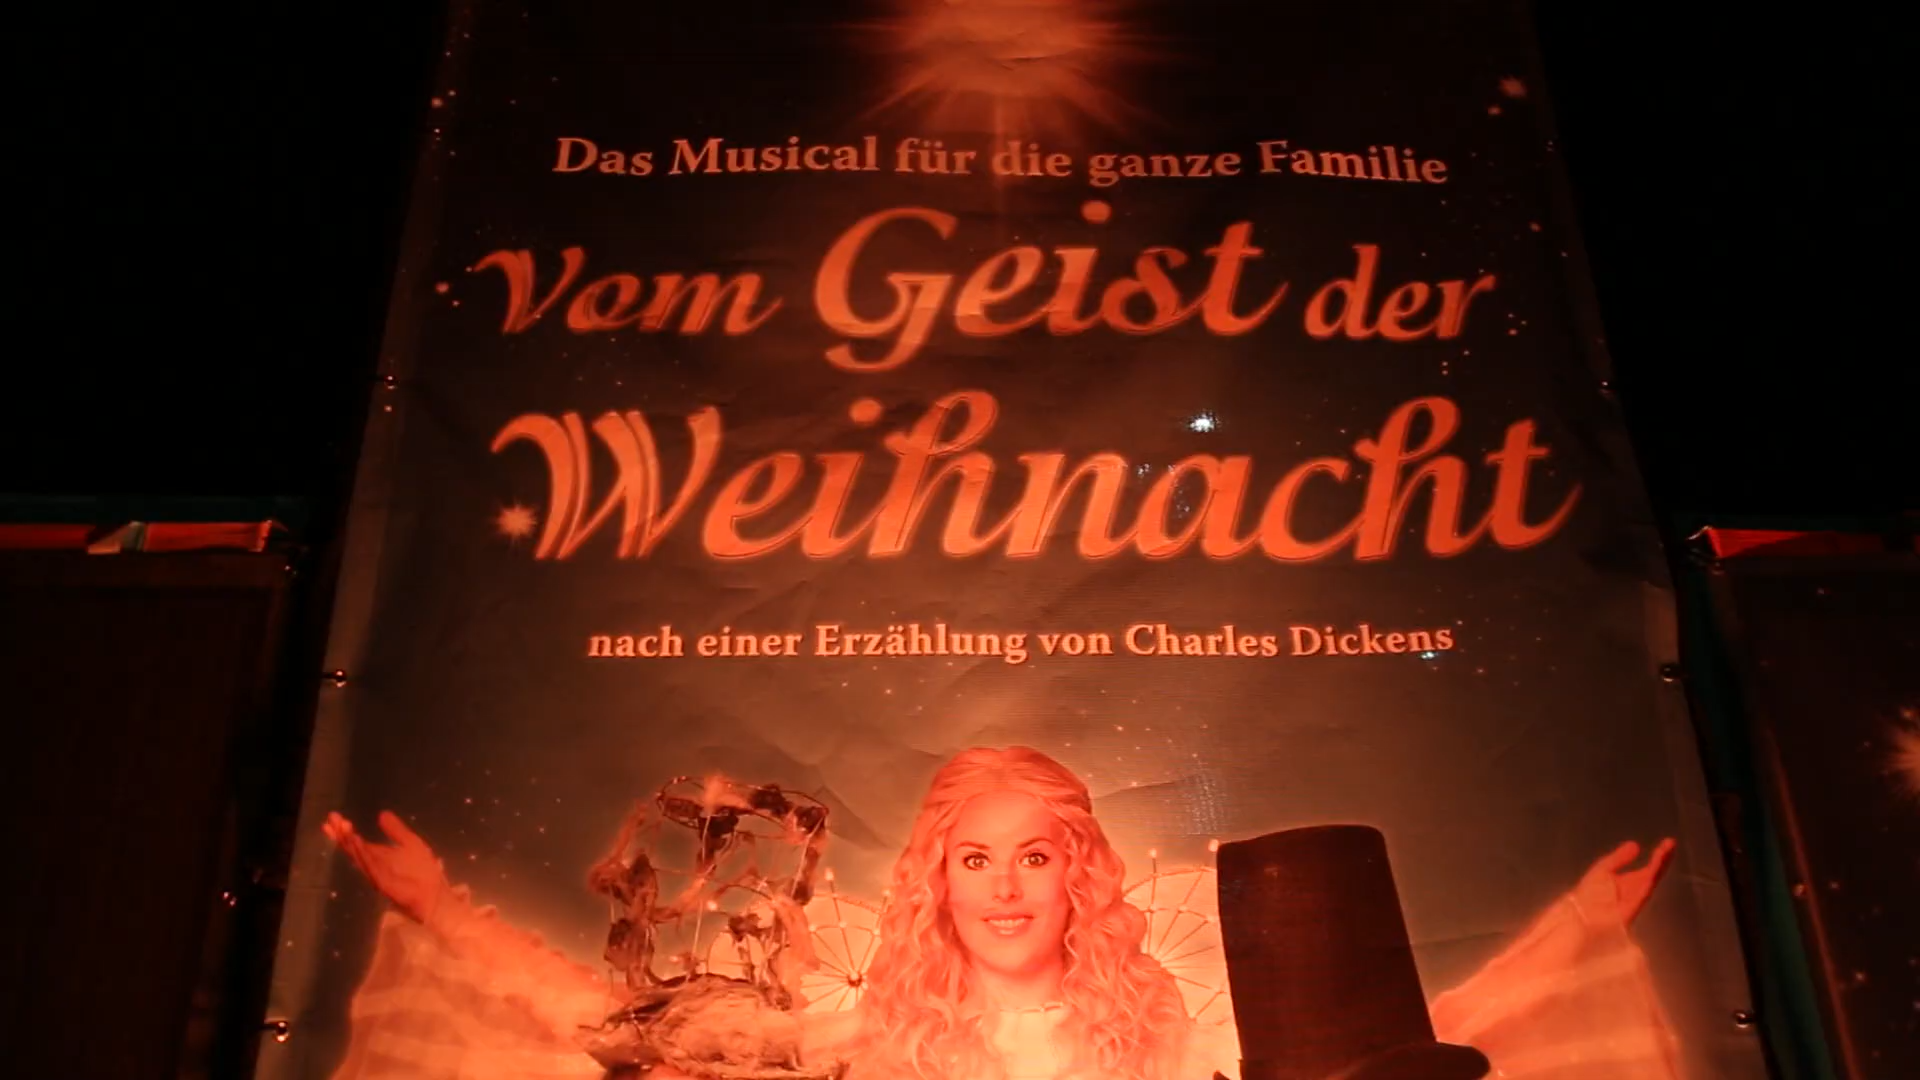 Das Musical für die ganze Familie
Vom Geist der
Weihnacht
nach einer Erzählung von Charles Dickens